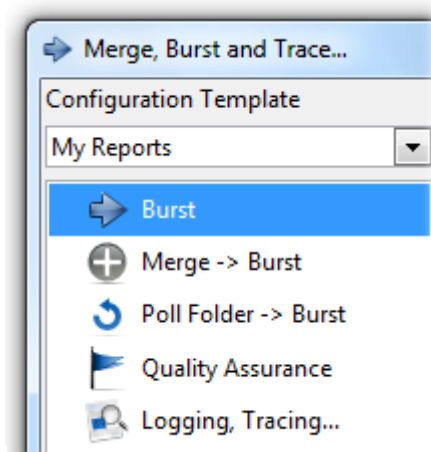 Merge, Burst and Trace...
Configuration Template
My Reports
Burst
Merge -> Burst
Poll Folder -> Burst
Quality Assurance
Logging, Tracing...